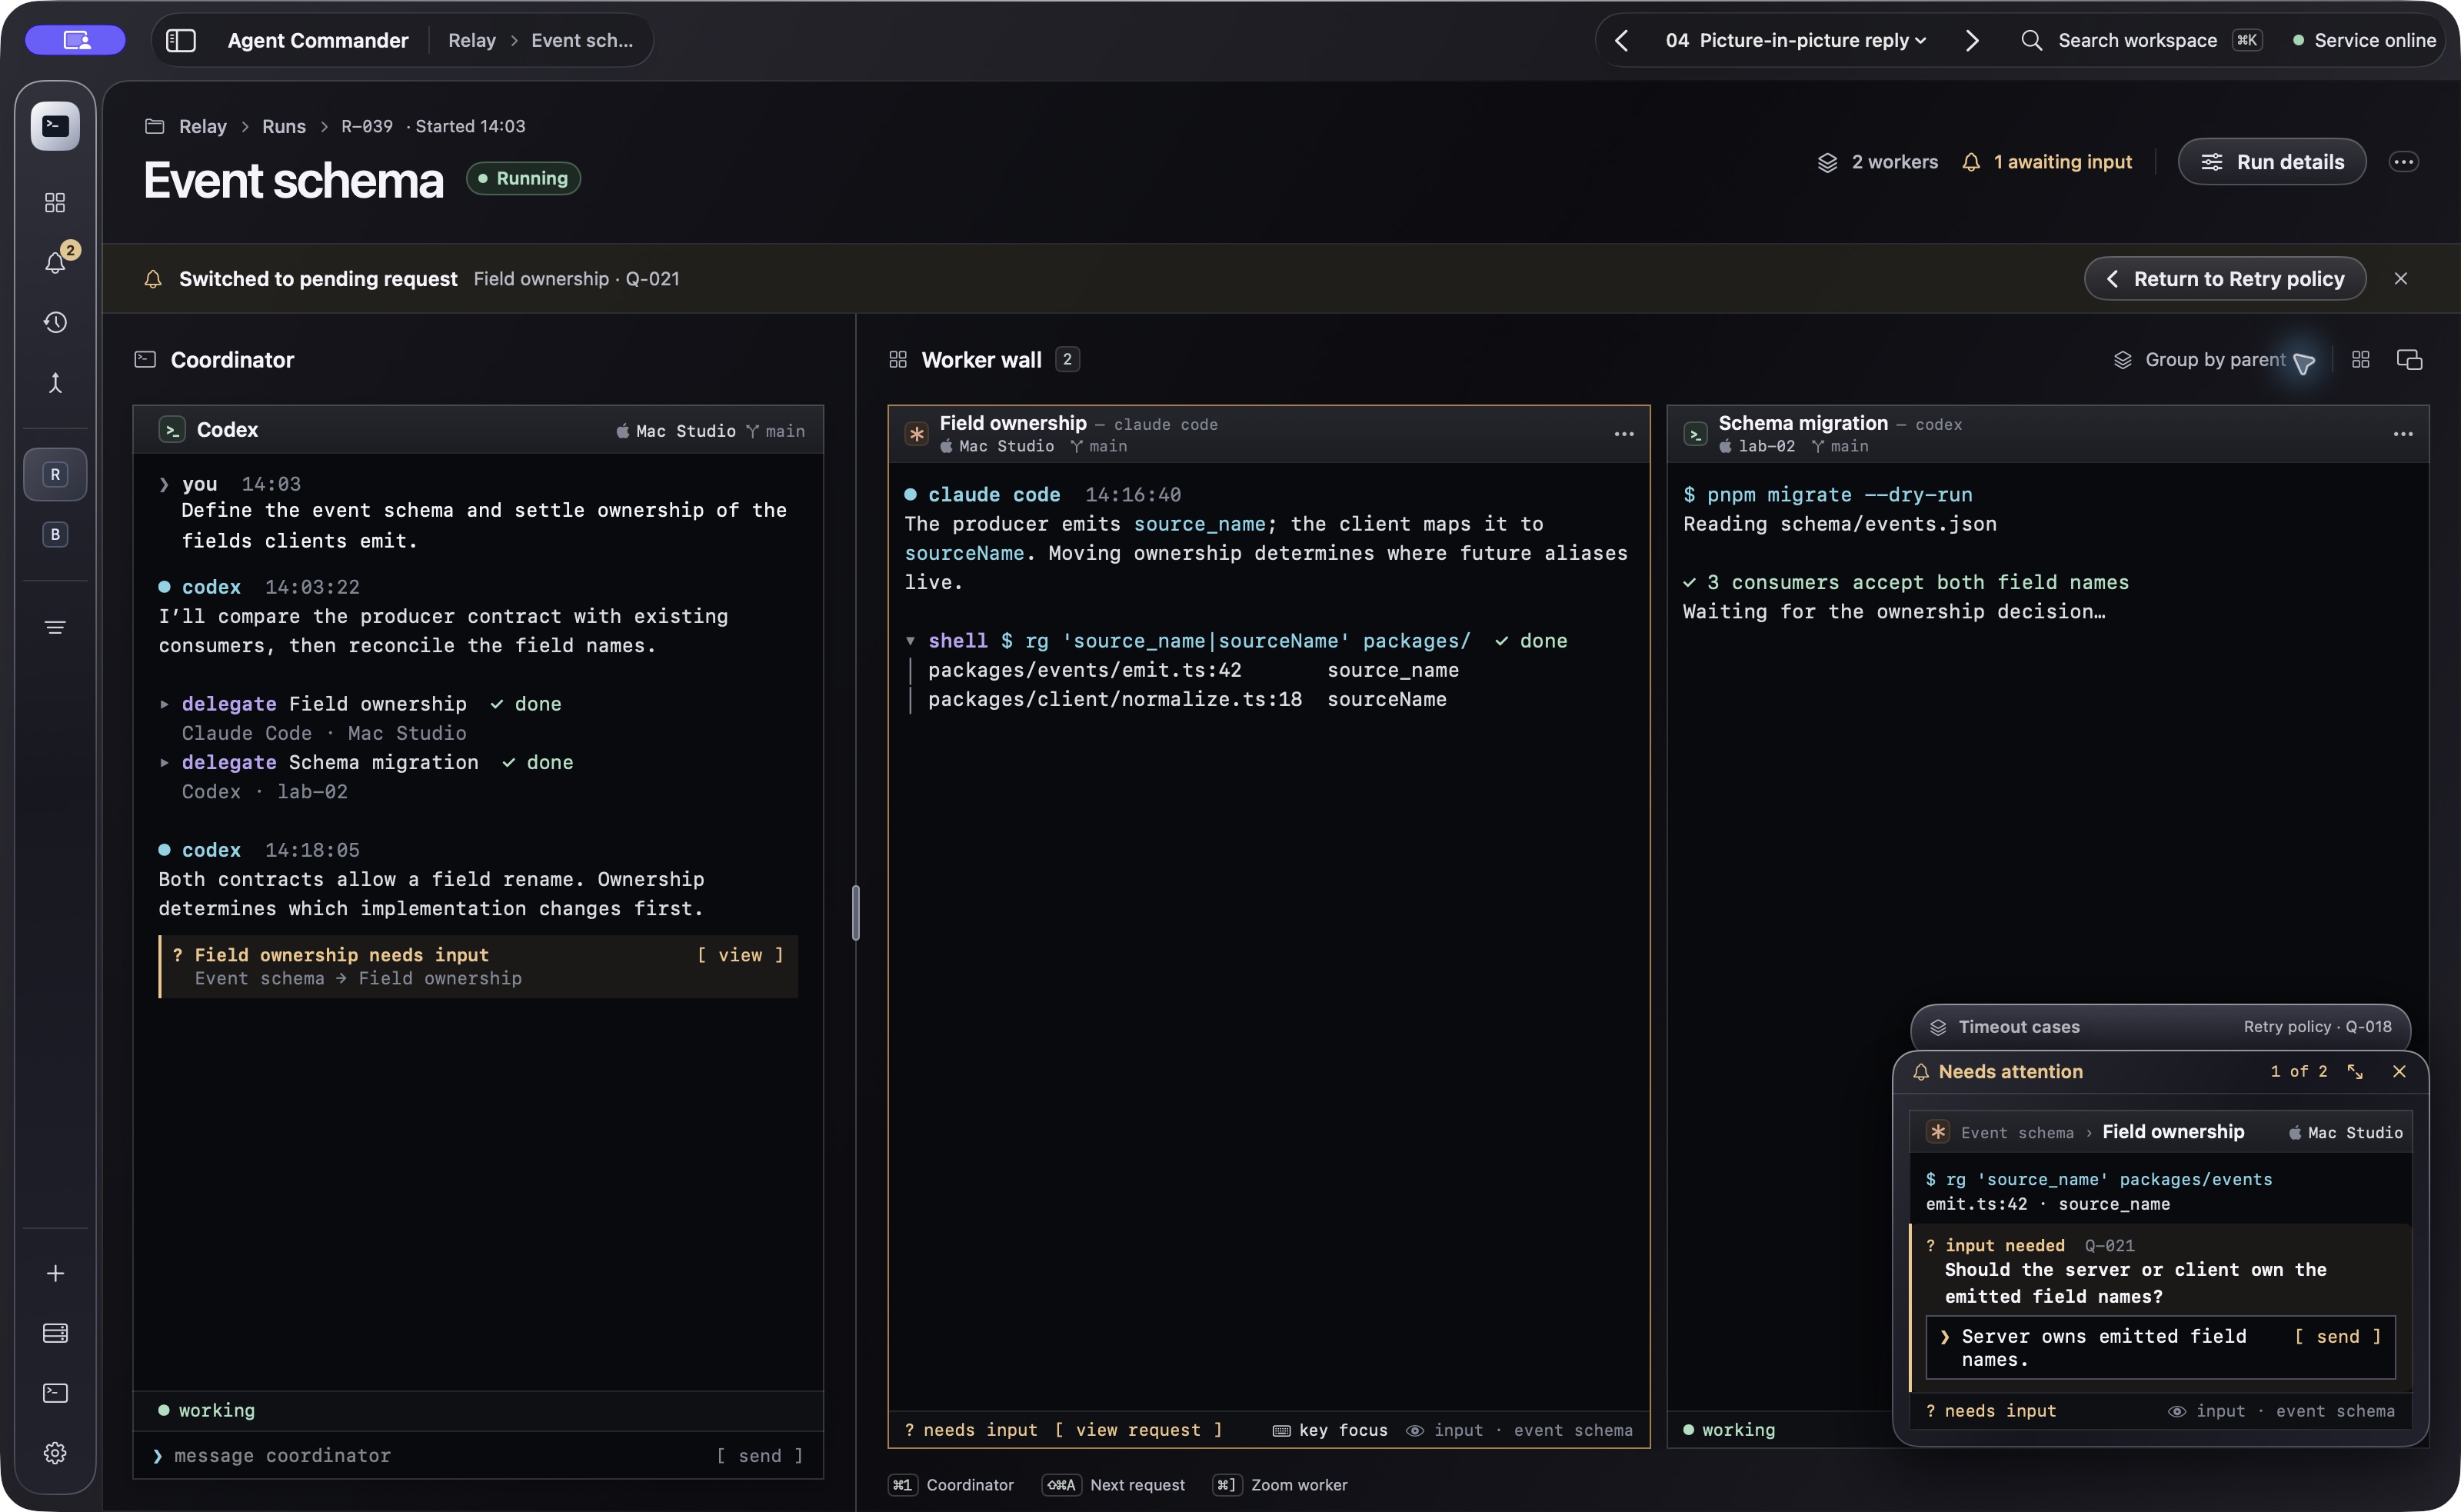 Agent Commander
Relay > Event sch...
04 Picture-in-picture reply
Search workspace ⌘K
Service online
2
R
B
Relay > Runs > R-039 · Started 14:03
Event schema
Running
2 workers
1 awaiting input
Run details
Switched to pending request Field ownership · Q-021
Return to Retry policy
Coordinator
Codex
Mac Studio main
❯ you 14:03
Define the event schema and settle ownership of the
fields clients emit.
codex 14:03:22
I’ll compare the producer contract with existing
consumers, then reconcile the field names.
▸ delegate Field ownership ✓ done
Claude Code · Mac Studio
▸ delegate Schema migration ✓ done
Codex · lab-02
codex 14:18:05
Both contracts allow a field rename. Ownership
determines which implementation changes first.
? Field ownership needs input [ view ]
Event schema → Field ownership
working
❯ message coordinator [ send ]
Worker wall 2
Group by parent
Field ownership — claude code
Mac Studio main
claude code 14:16:40
The producer emits source_name; the client maps it to
sourceName. Moving ownership determines where future aliases
live.
▾ shell $ rg 'source_name|sourceName' packages/ ✓ done
packages/events/emit.ts:42 source_name
packages/client/normalize.ts:18 sourceName
? needs input [ view request ] key focus input · event schema
Schema migration — codex
lab-02 main
$ pnpm migrate --dry-run
Reading schema/events.json
✓ 3 consumers accept both field names
Waiting for the ownership decision…
working
Timeout cases Retry policy · Q-018
Needs attention 1 of 2
Event schema › Field ownership Mac Studio
$ rg 'source_name' packages/events
emit.ts:42 · source_name
? input needed Q-021
Should the server or client own the
emitted field names?
❯ Server owns emitted field [ send ]
names.
? needs input input · event schema
⌘1 Coordinator ⇧⌘A Next request ⌘] Zoom worker